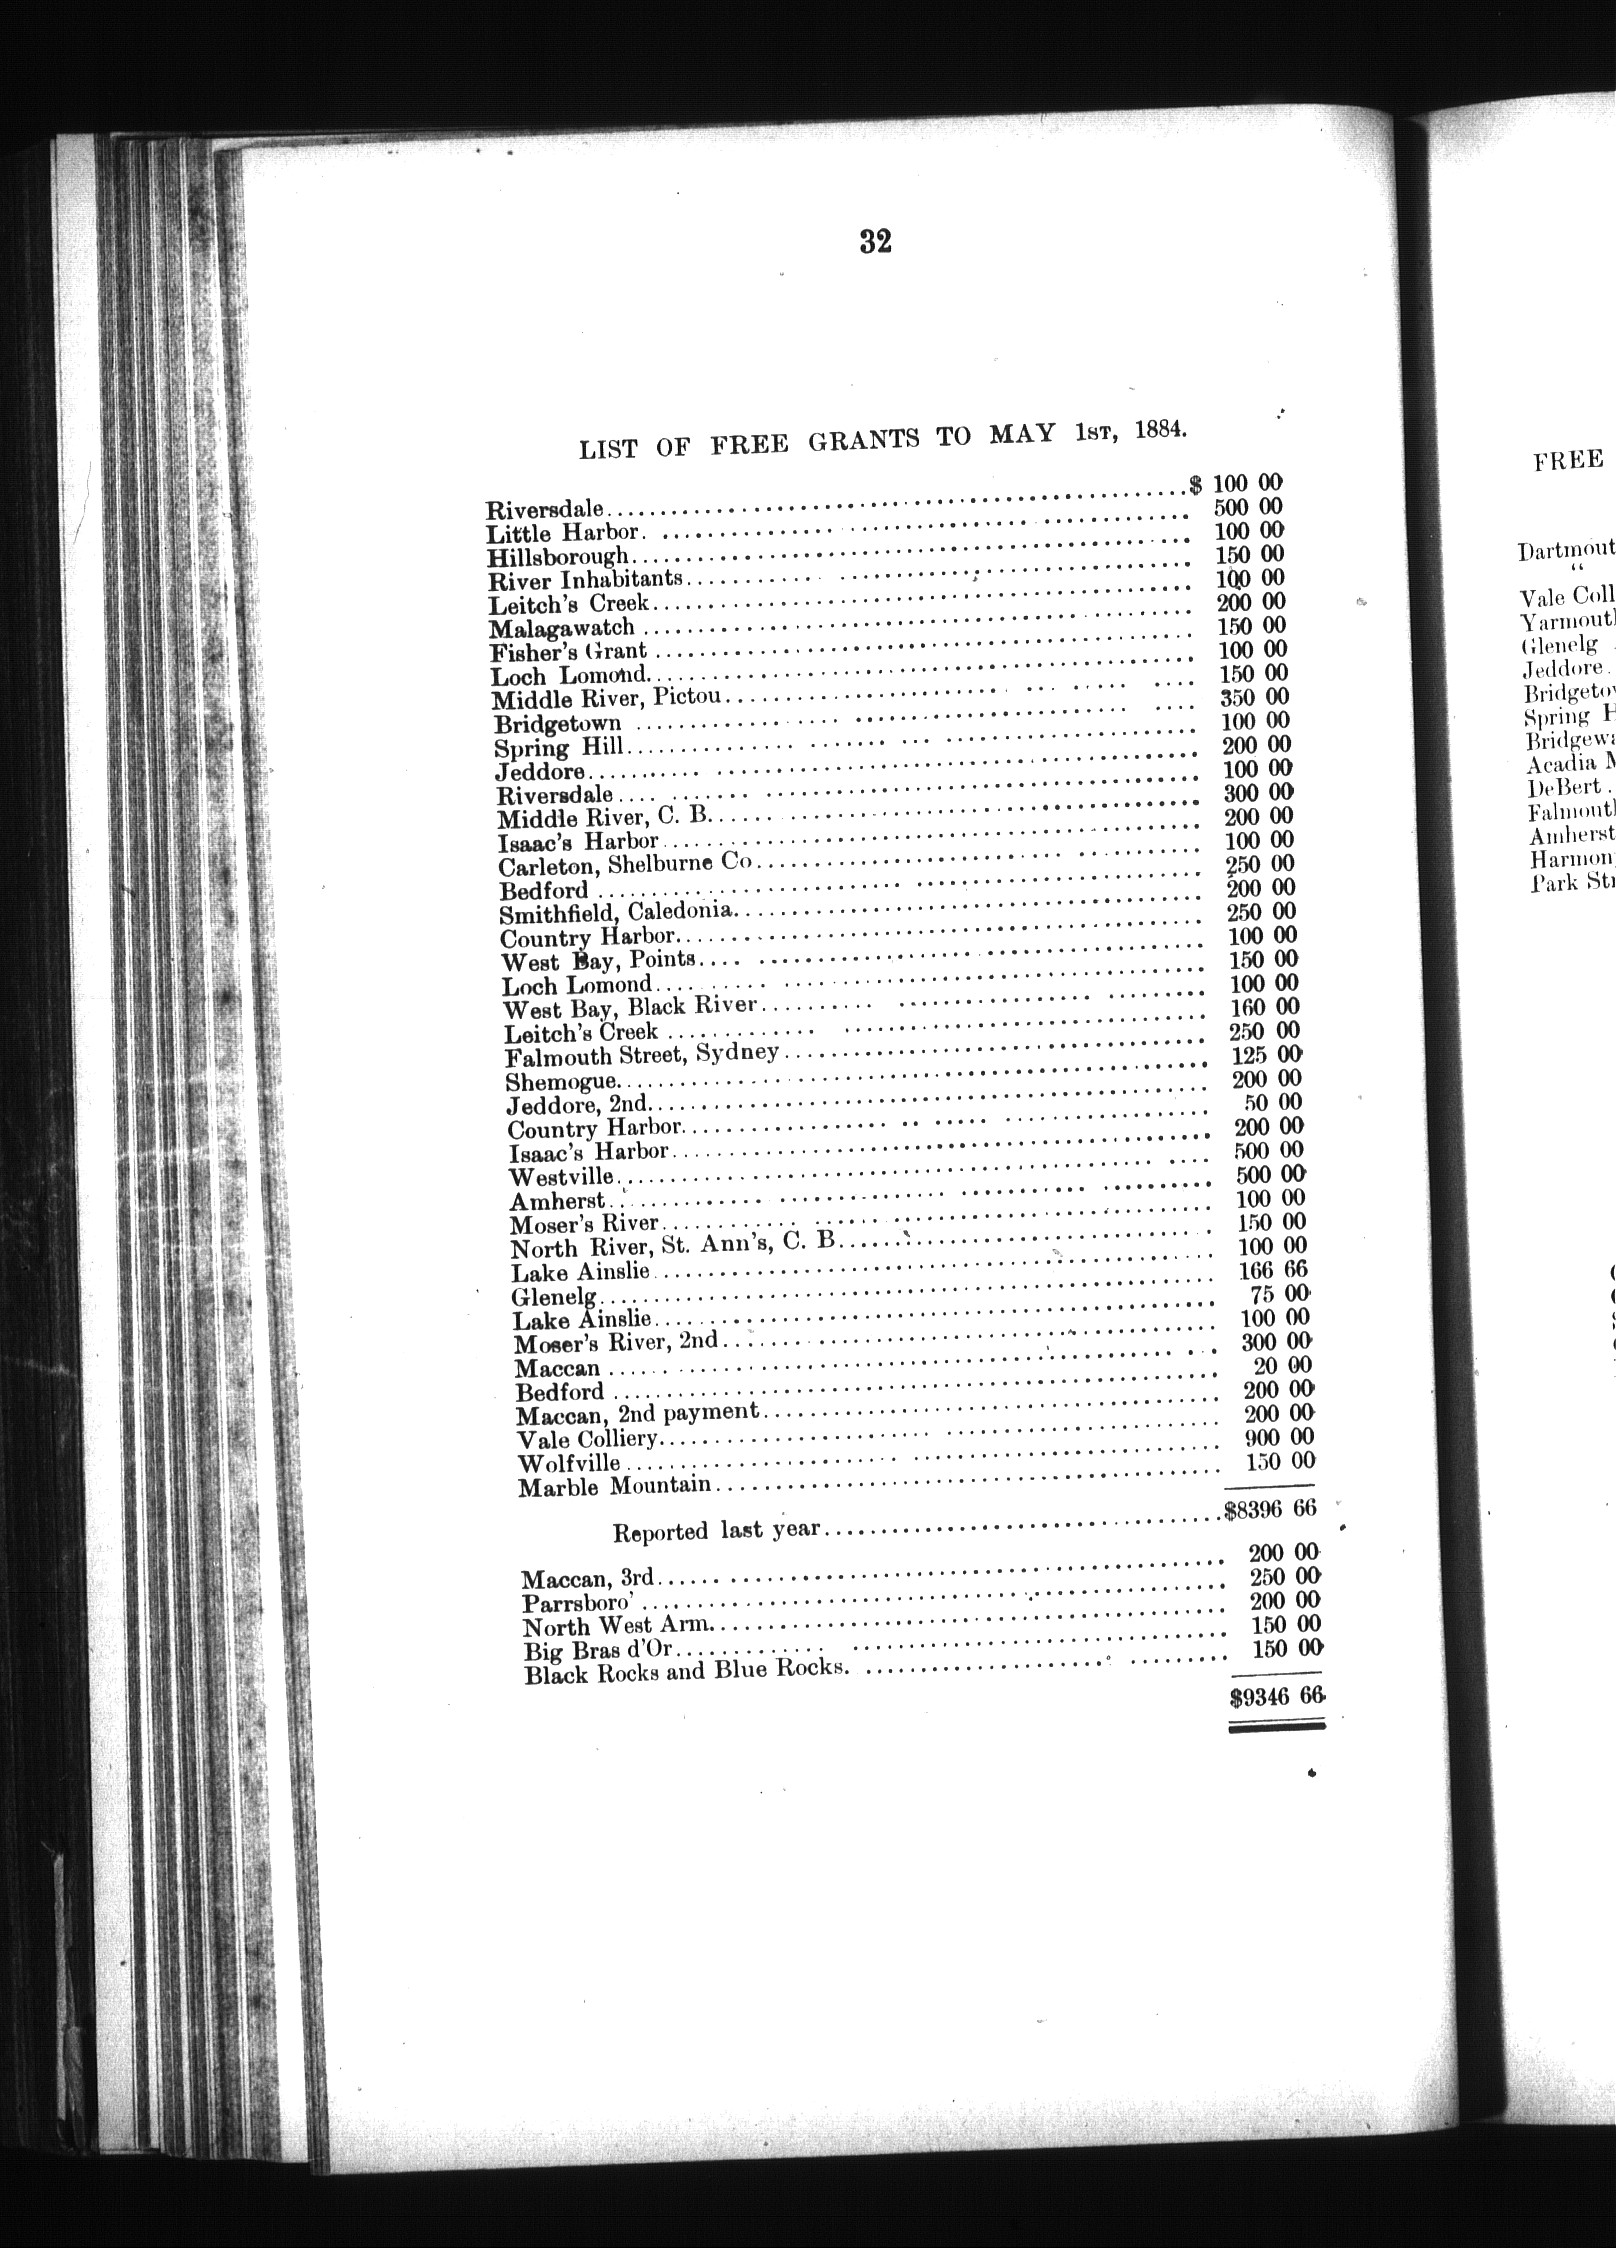 32
LIST OF FREE GRANTS TO MAY 1ST, 1884.
Riversdale $ 100 00
Little Harbor 500 00
Hillsborough 100 00
River Inhabitants 150 00
Leitch's Creek 100 00
Malagawatch 200 00
Fisher's Grant 150 00
Loch Lomond 100 00
Middle River, Pictou 150 00
Bridgetown 350 00
Spring Hill 100 00
Jeddore 200 00
Riversdale 100 00
Middle River, C. B. 300 00
Isaac's Harbor 200 00
Carleton, Shelburne Co 100 00
Bedford 250 00
Smithfield, Caledonia 200 00
Country Harbor 250 00
West Bay, Points 100 00
Loch Lomond 150 00
West Bay, Black River 100 00
Leitch's Creek 160 00
Falmouth Street, Sydney 250 00
Shemogue 125 00
Jeddore, 2nd 200 00
Country Harbor 50 00
Isaac's Harbor 200 00
Westville 500 00
Amherst 500 00
Moser's River 100 00
North River, St. Ann's, C. B. 150 00
Lake Ainslie 100 00
Glenelg 166 66
Lake Ainslie 75 00
Moser's River, 2nd 100 00
Maccan 300 00
Bedford 20 00
Maccan, 2nd payment 200 00
Vale Colliery 200 00
Wolfville 900 00
Marble Mountain 150 00
Reported last year $8396 66
Maccan, 3rd 200 00
Parrsboro' 250 00
North West Arm 200 00
Big Bras d'Or 150 00
Black Rocks and Blue Rocks. 150 00
$9346 66
FREE
"
Vale
Glenelg
Jeddore
Spring
Acadia
DeBert
Park